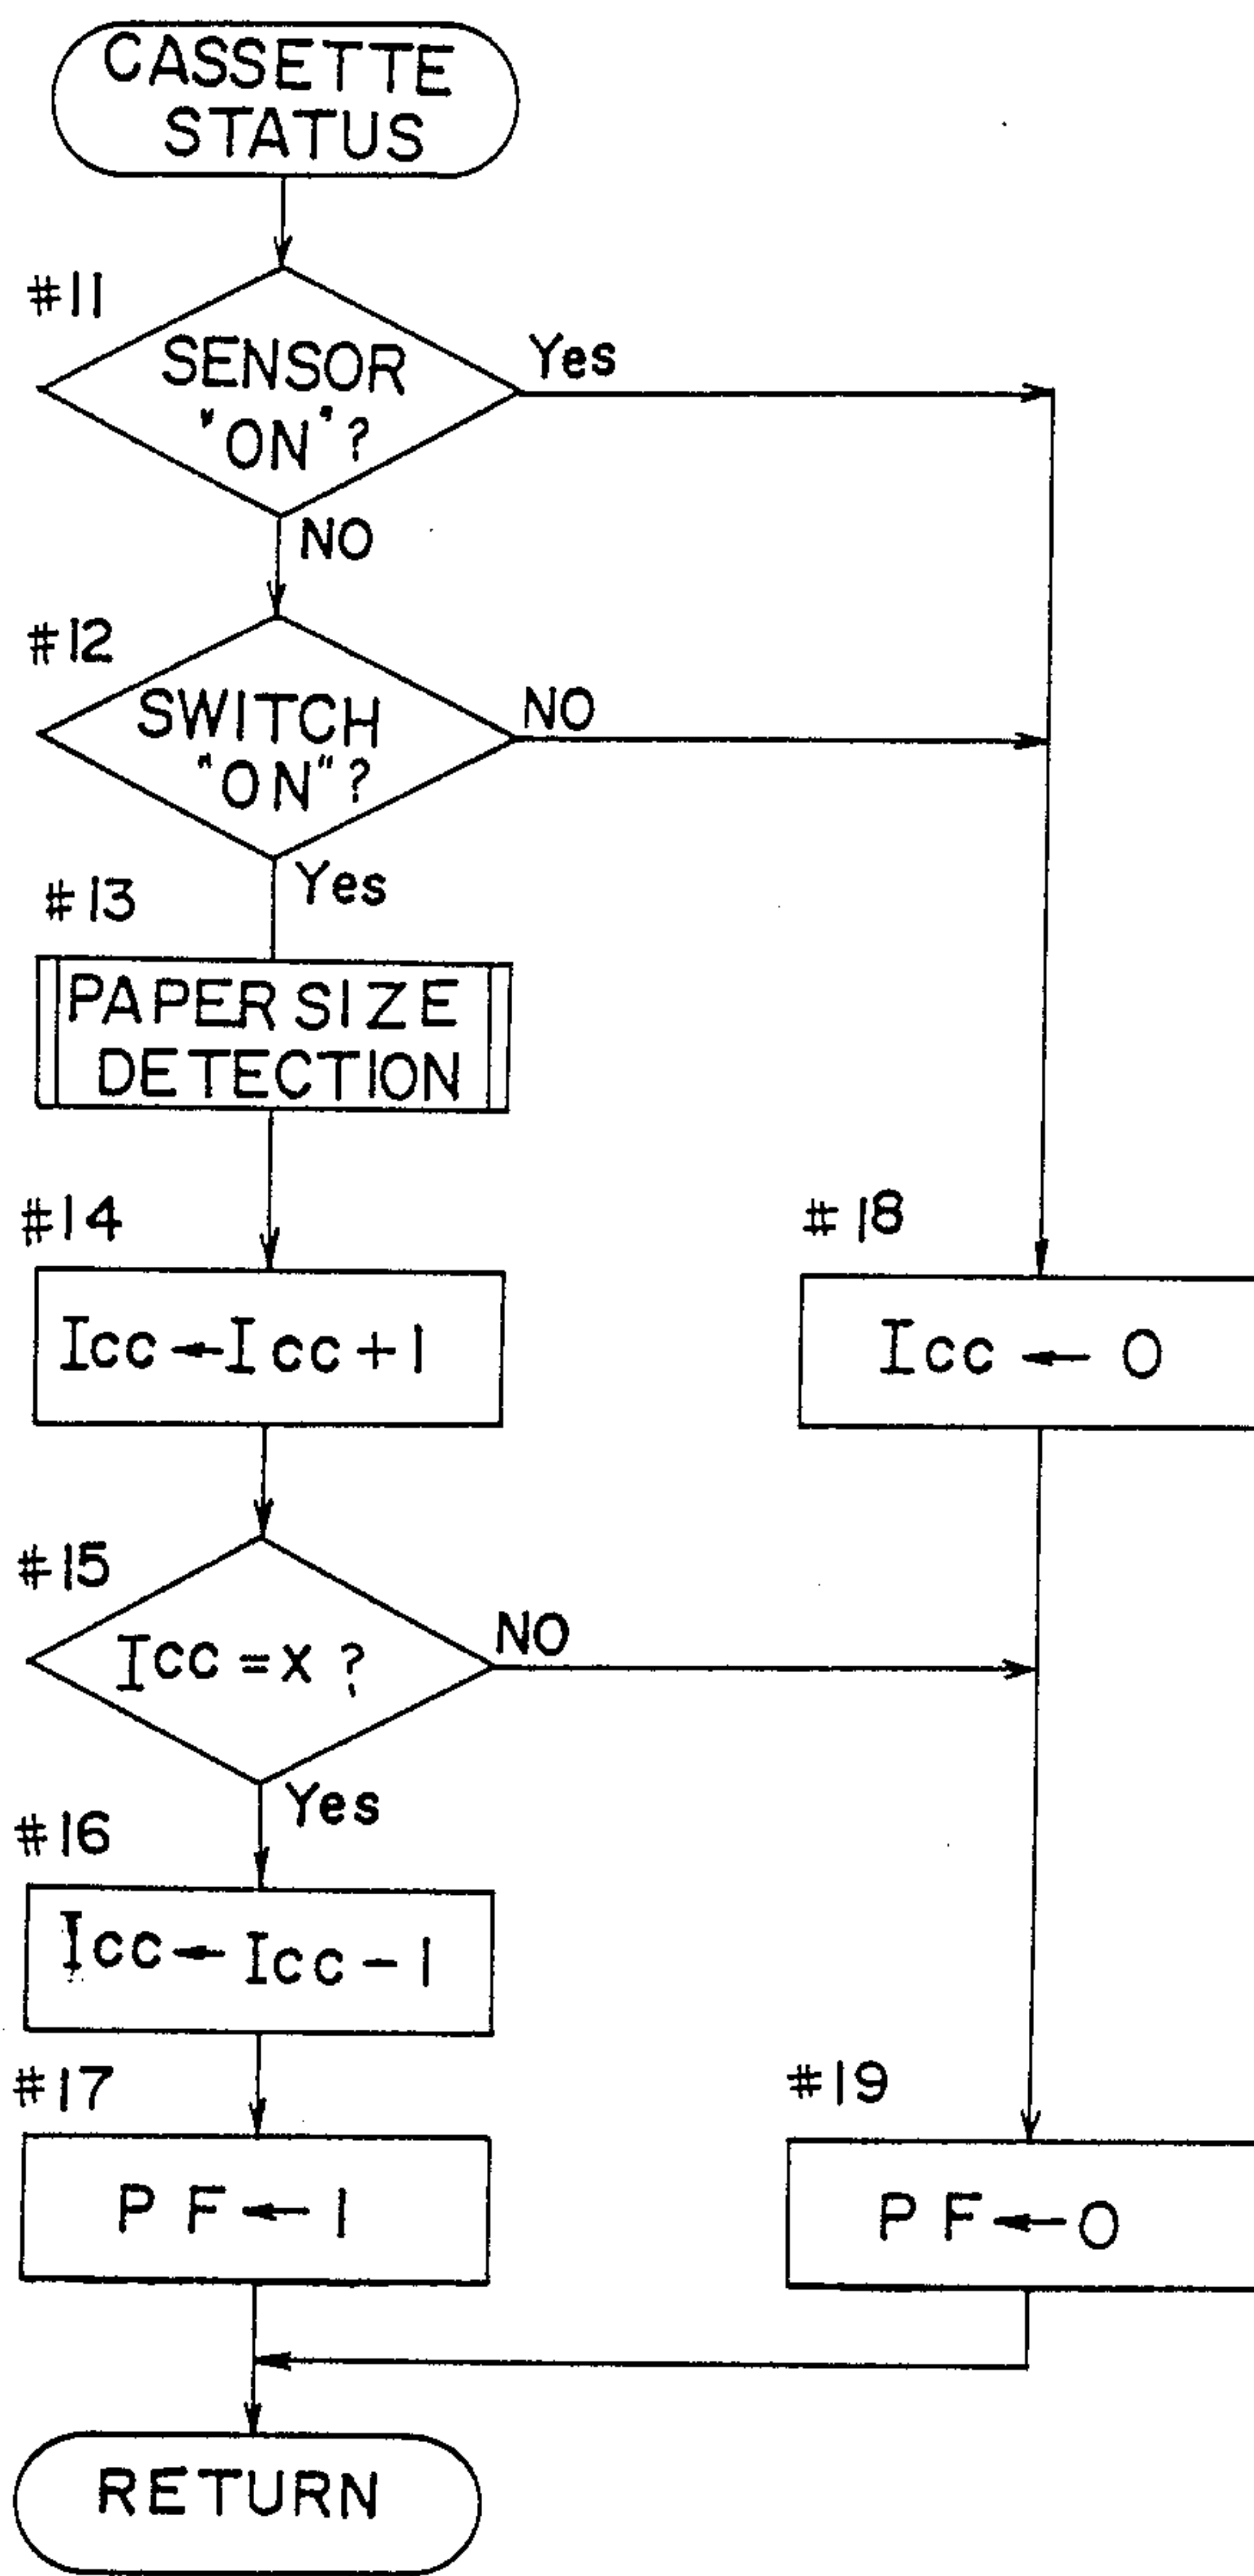 CASSETTE
STATUS
#11
SENSOR
"ON"?
Yes
NO
#12
SWITCH
"ON"?
NO
Yes
#13
PAPER SIZE
DETECTION
#14
Icc ← Icc + 1
#18
Icc ← 0
#15
Icc = x ?
NO
Yes
#16
Icc ← Icc - 1
#17
PF ← 1
#19
PF ← 0
RETURN